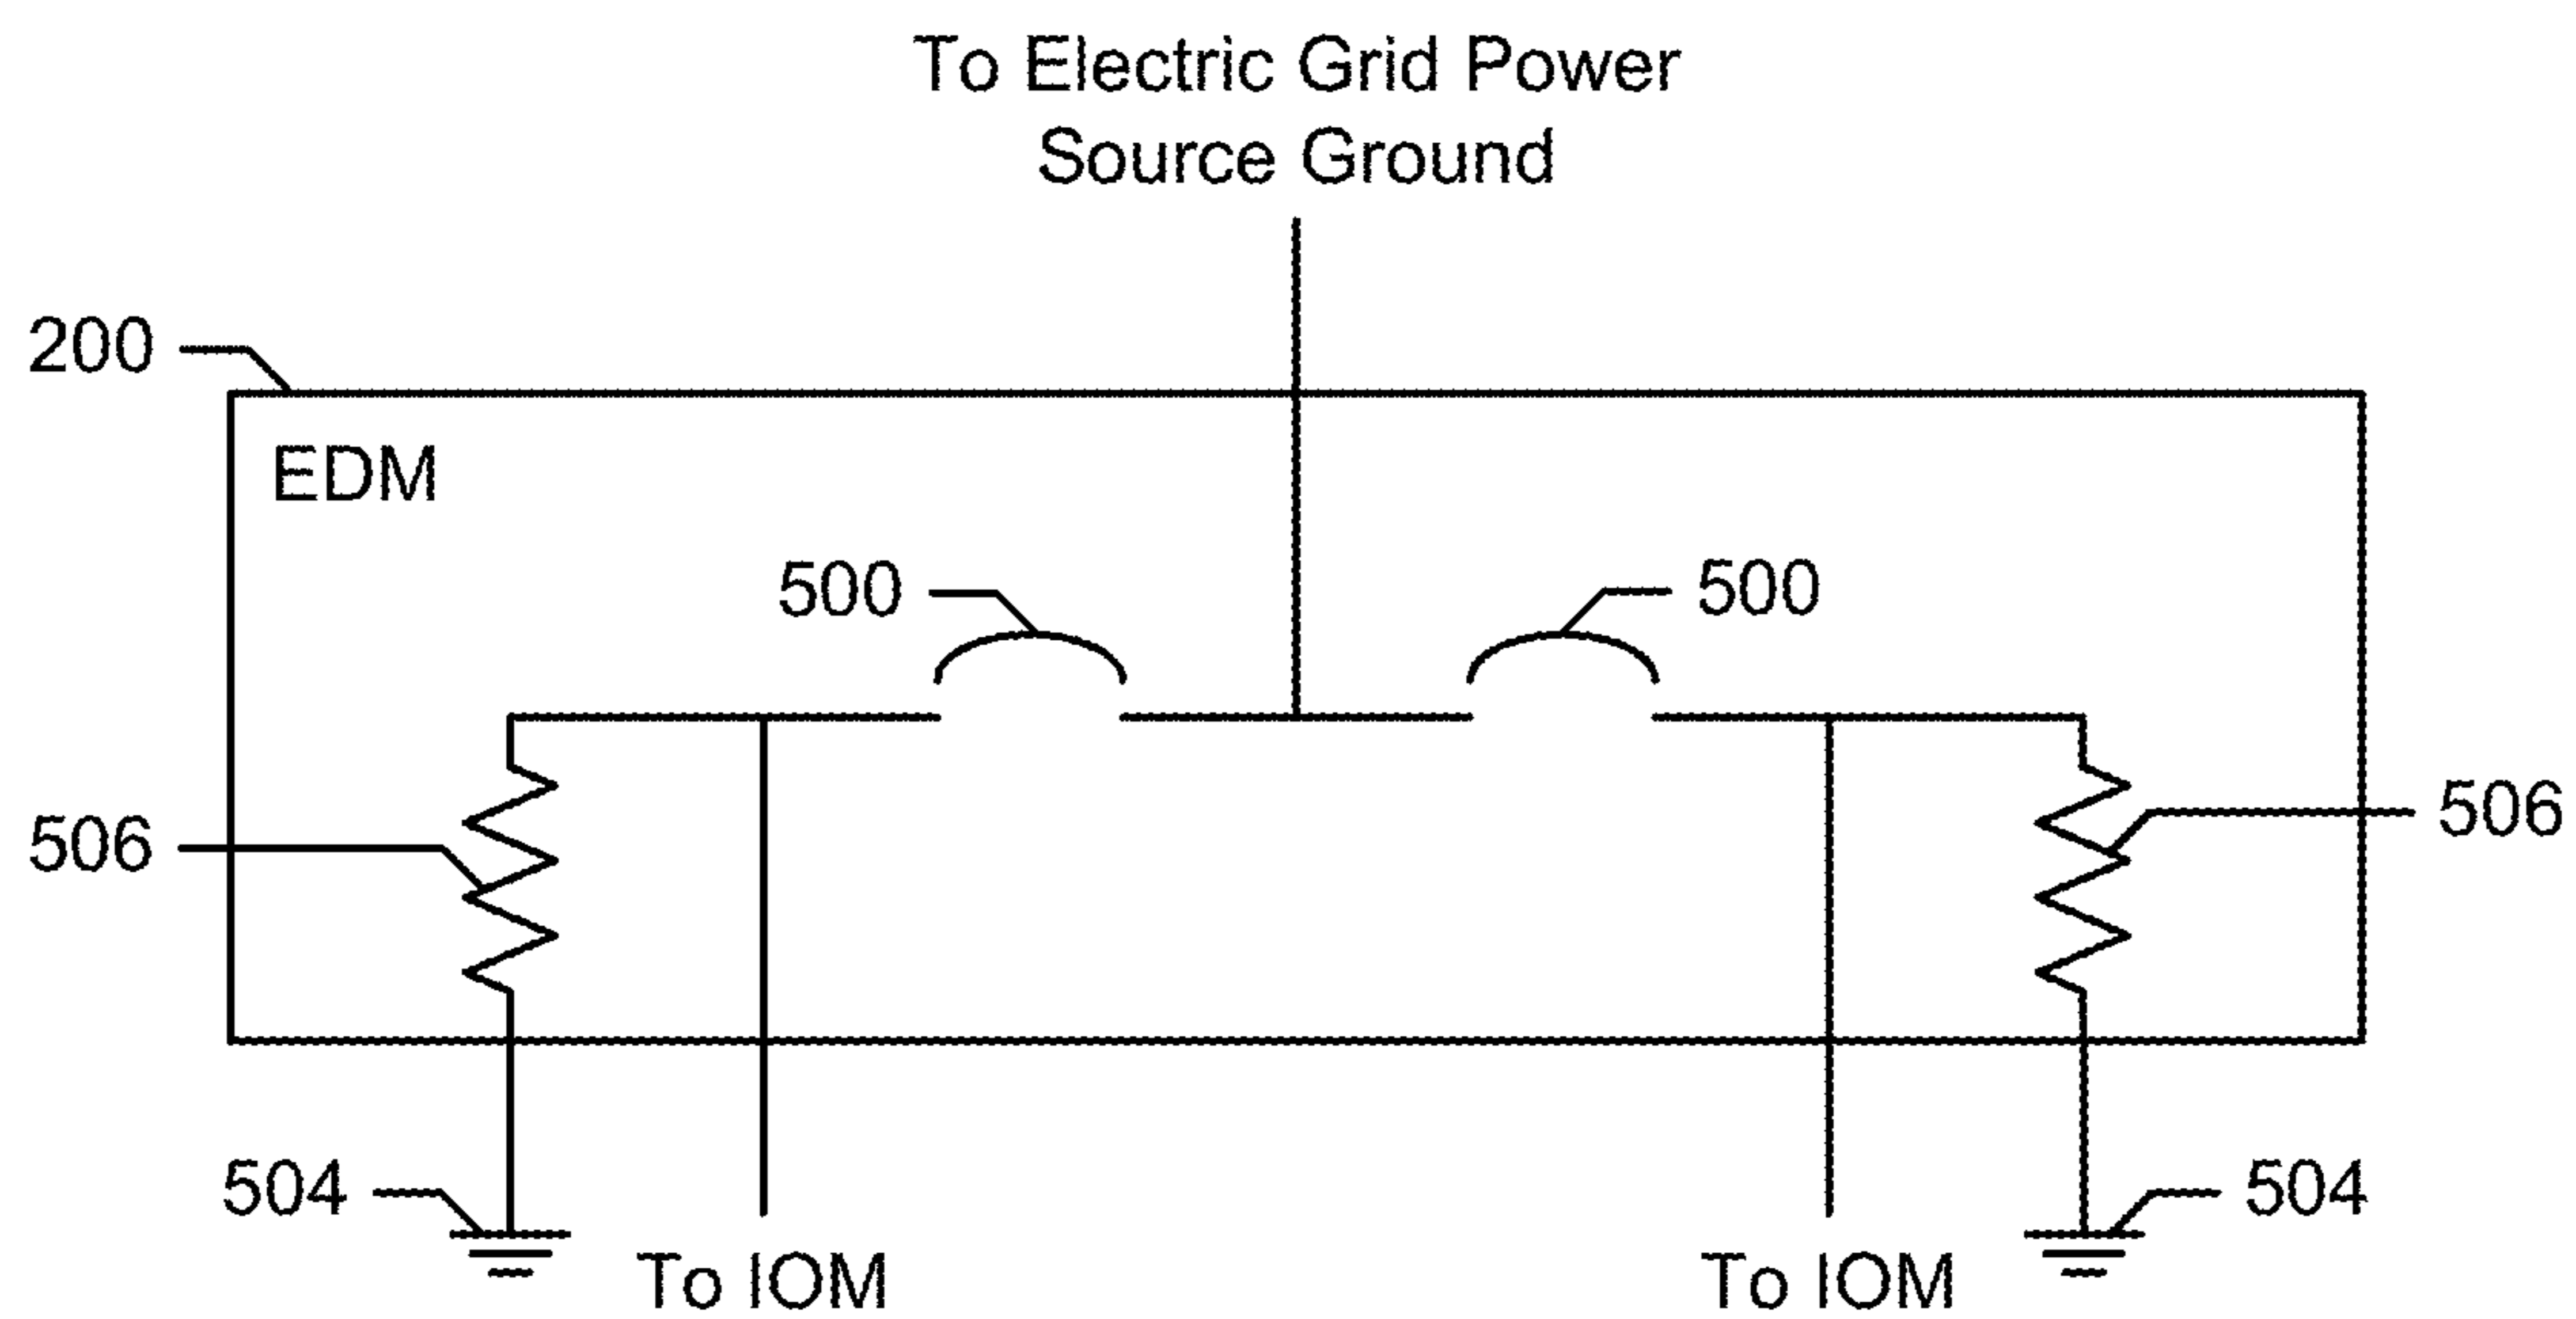 To Electric Grid Power
Source Ground
200
EDM
500
500
506
506
504
504
To IOM
To IOM